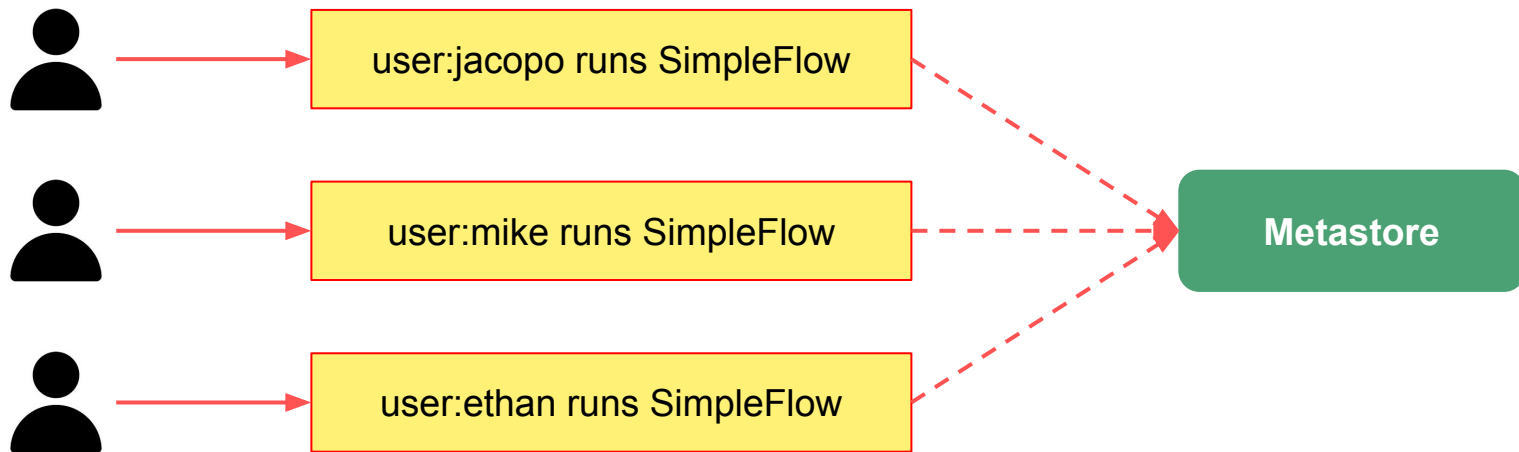 user:jacopo runs SimpleFlow
user:mike runs SimpleFlow
Metastore
user:ethan runs SimpleFlow